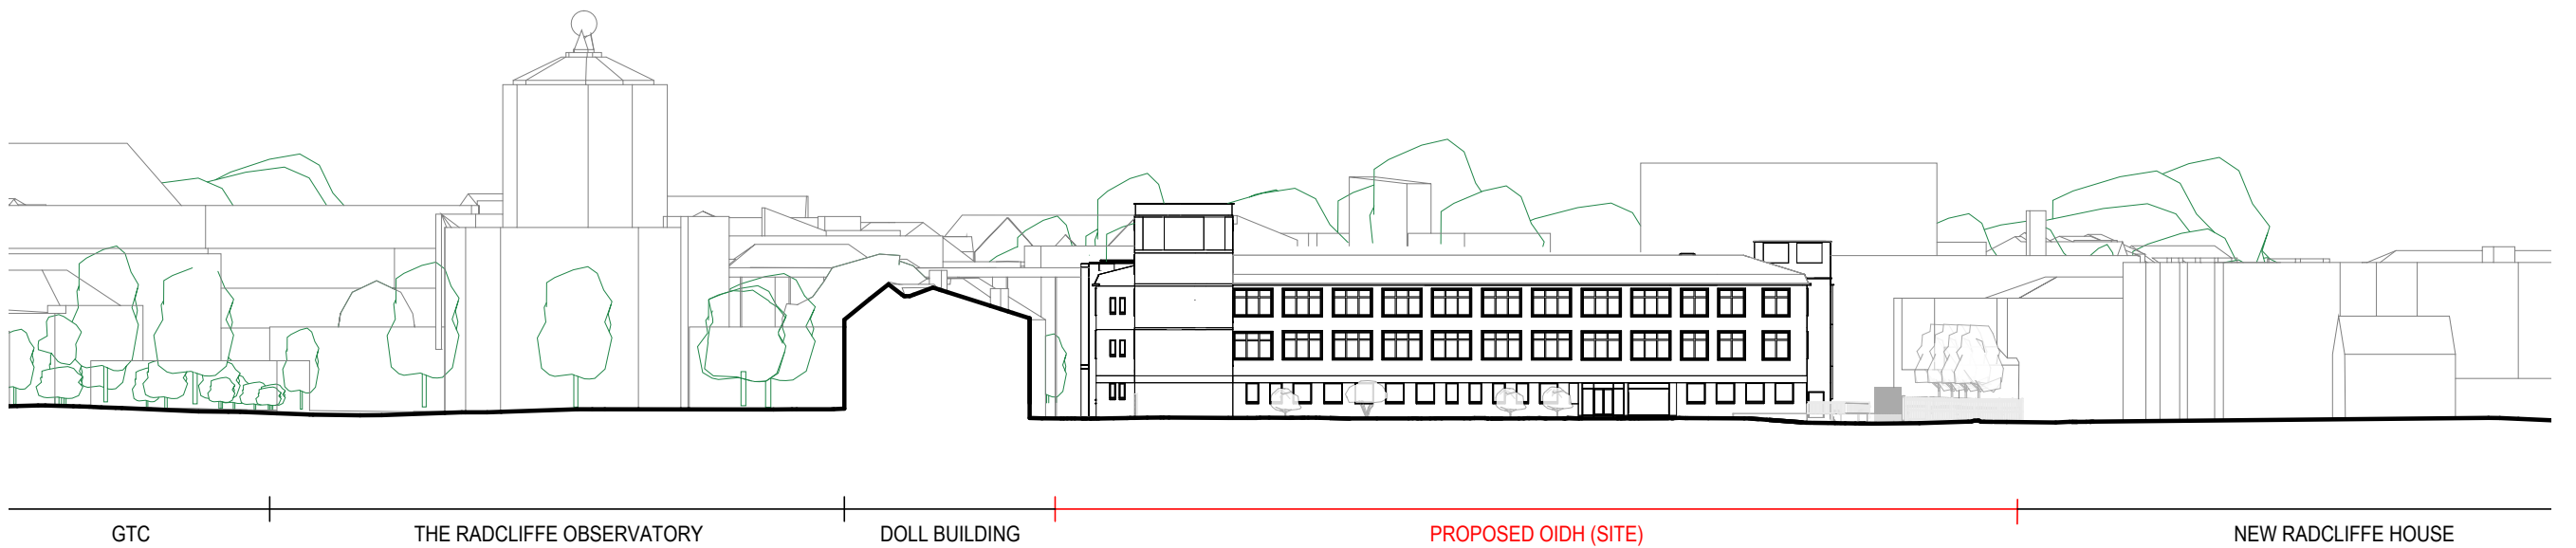 GTC
THE RADCLIFFE OBSERVATORY
DOLL BUILDING
PROPOSED OIDH (SITE)
NEW RADCLIFFE HOUSE